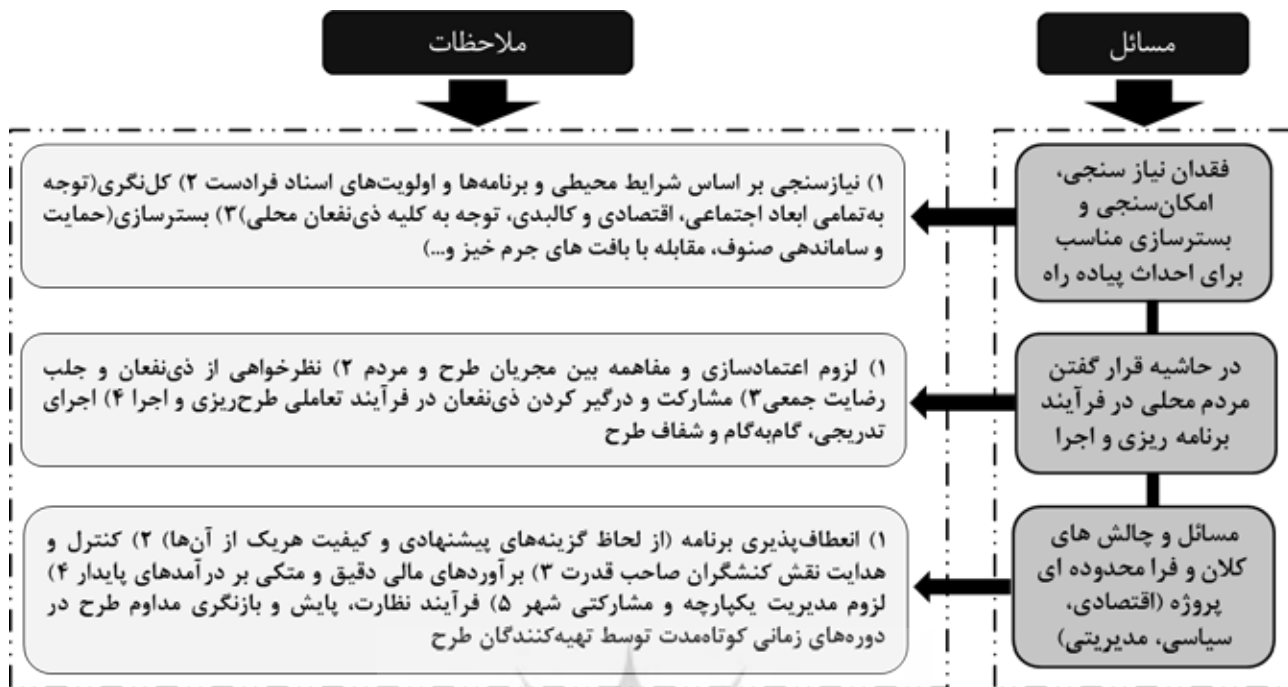 مسائل
ملاحظات
فقدان نیاز سنجی،
امکان‌سنجی و
بسترسازی مناسب
برای احداث پیاده راه
۱) نیازسنجی بر اساس شرایط محیطی و برنامه‌ها و اولویت‌های اسناد فرادست ۲) کل‌نگری(توجه
به‌تمامی ابعاد اجتماعی، اقتصادی و کالبدی، توجه به کلیه ذی‌نفعان محلی)۳) بسترسازی(حمایت
و ساماندهی صنوف، مقابله با بافت های جرم خیز و...)
در حاشیه قرار گفتن
مردم محلی در فرآیند
برنامه ریزی و اجرا
۱) لزوم اعتمادسازی و مفاهمه بین مجریان طرح و مردم ۲) نظرخواهی از ذی‌نفعان و جلب
رضایت جمعی۳) مشارکت و درگیر کردن ذی‌نفعان در فرآیند تعاملی طرح‌ریزی و اجرا ۴) اجرای
تدریجی، گام‌به‌گام و شفاف طرح
مسائل و چالش های
کلان و فرا محدوده ای
پروژه (اقتصادی،
سیاسی، مدیریتی)
۱) انعطاف‌پذیری برنامه (از لحاظ گزینه‌های پیشنهادی و کیفیت هریک از آن‌ها) ۲) کنترل و
هدایت نقش کنشگران صاحب قدرت ۳) برآوردهای مالی دقیق و متکی بر درآمدهای پایدار ۴)
لزوم مدیریت یکپارچه و مشارکتی شهر ۵) فرآیند نظارت، پایش و بازنگری مداوم طرح در
دوره‌های زمانی کوتاه‌مدت توسط تهیه‌کنندگان طرح